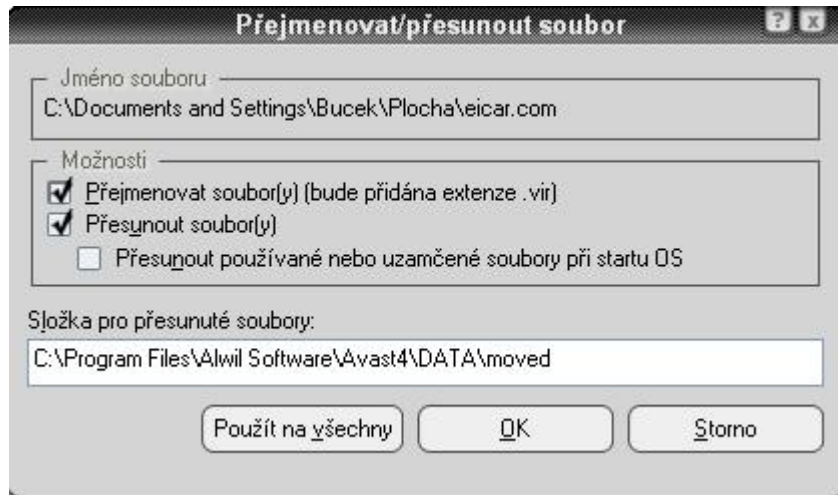 Přejmenovat/přesunout soubor
Jméno souboru
C:\Documents and Settings\Bucek\Plocha\eicar.com
Možnosti
Přejmenovat soubor(y) (bude přidána extenze .vir)
Přesunout soubor(y)
Přesunout používané nebo uzamčené soubory při startu OS
Složka pro přesunuté soubory:
C:\Program Files\Alwil Software\Avast4\DATA\moved
Použít na všechny OK Storno